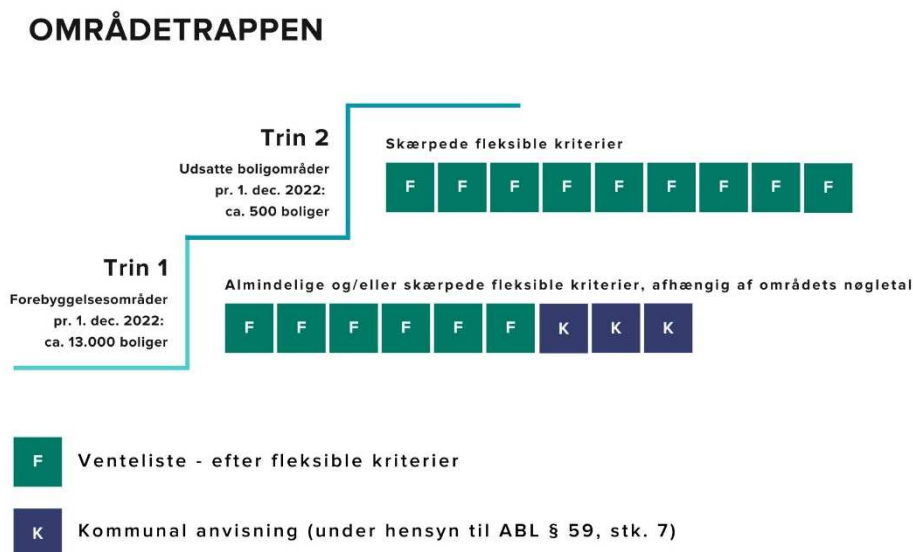 OMRÅDETRAPPEN
Trin 2
Udsatte boligområder
pr. 1. dec. 2022:
ca. 500 boliger
Skærpede fleksible kriterier
F F F F F F F F F
Trin 1
Forebyggelsesområder
pr. 1. dec. 2022:
ca. 13.000 boliger
Almindelige og/eller skærpede fleksible kriterier, afhængig af områdets nøgletal
F F F F F F K K K
F Venteliste - efter fleksible kriterier
K Kommunal anvisning (under hensyn til ABL § 59, stk. 7)